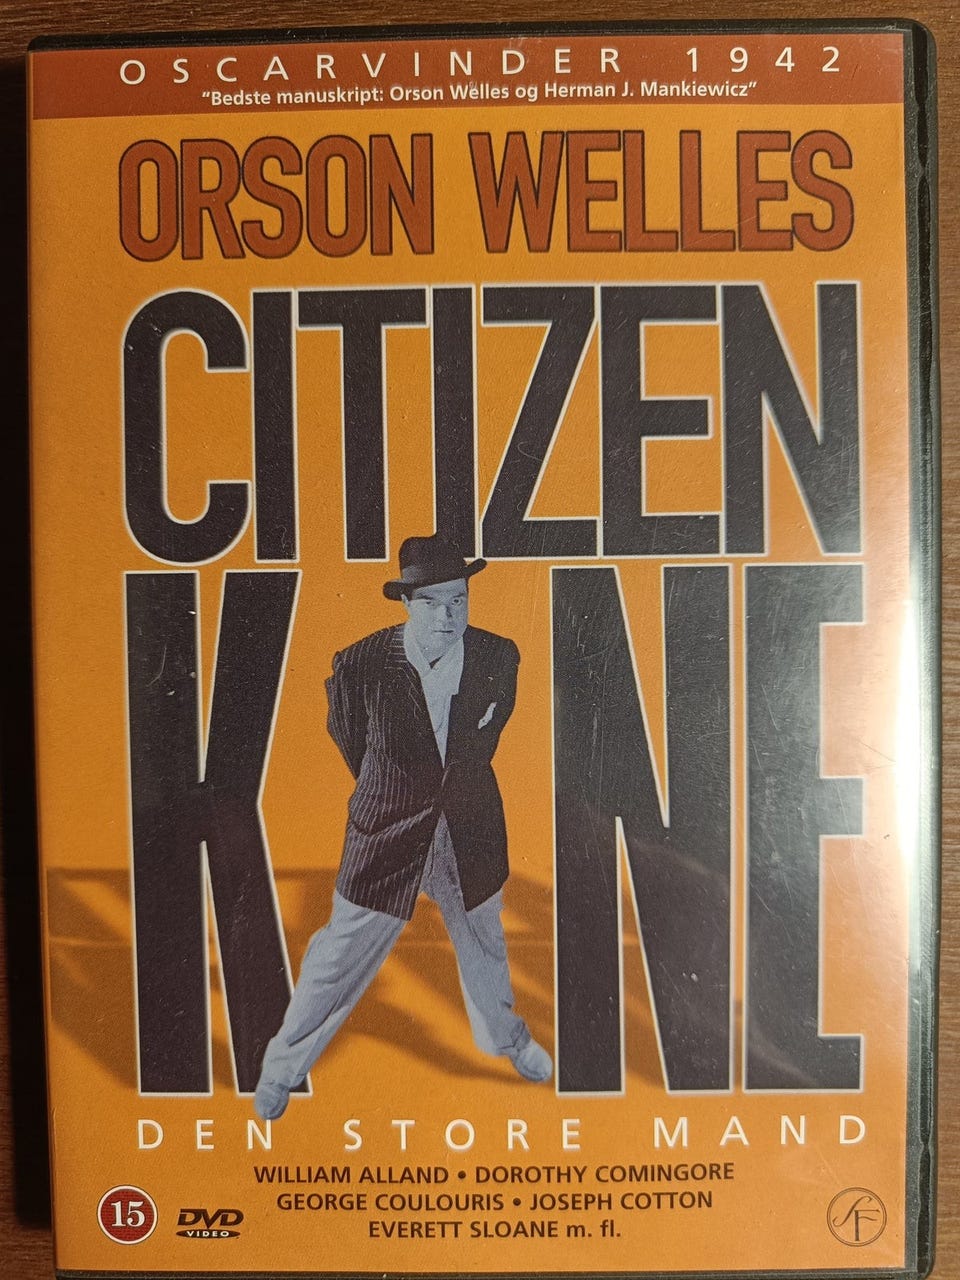 OSCARVINDER 1942
"Bedste manuskript: Orson Welles og Herman J. Mankiewicz"
ORSON WELLES
CITIZEN
KANE
DEN STORE MAND
WILLIAM ALLAND • DOROTHY COMINGORE
GEORGE COULOURIS • JOSEPH COTTON
EVERETT SLOANE m. fl.
15
DVD
VIDEO
SF